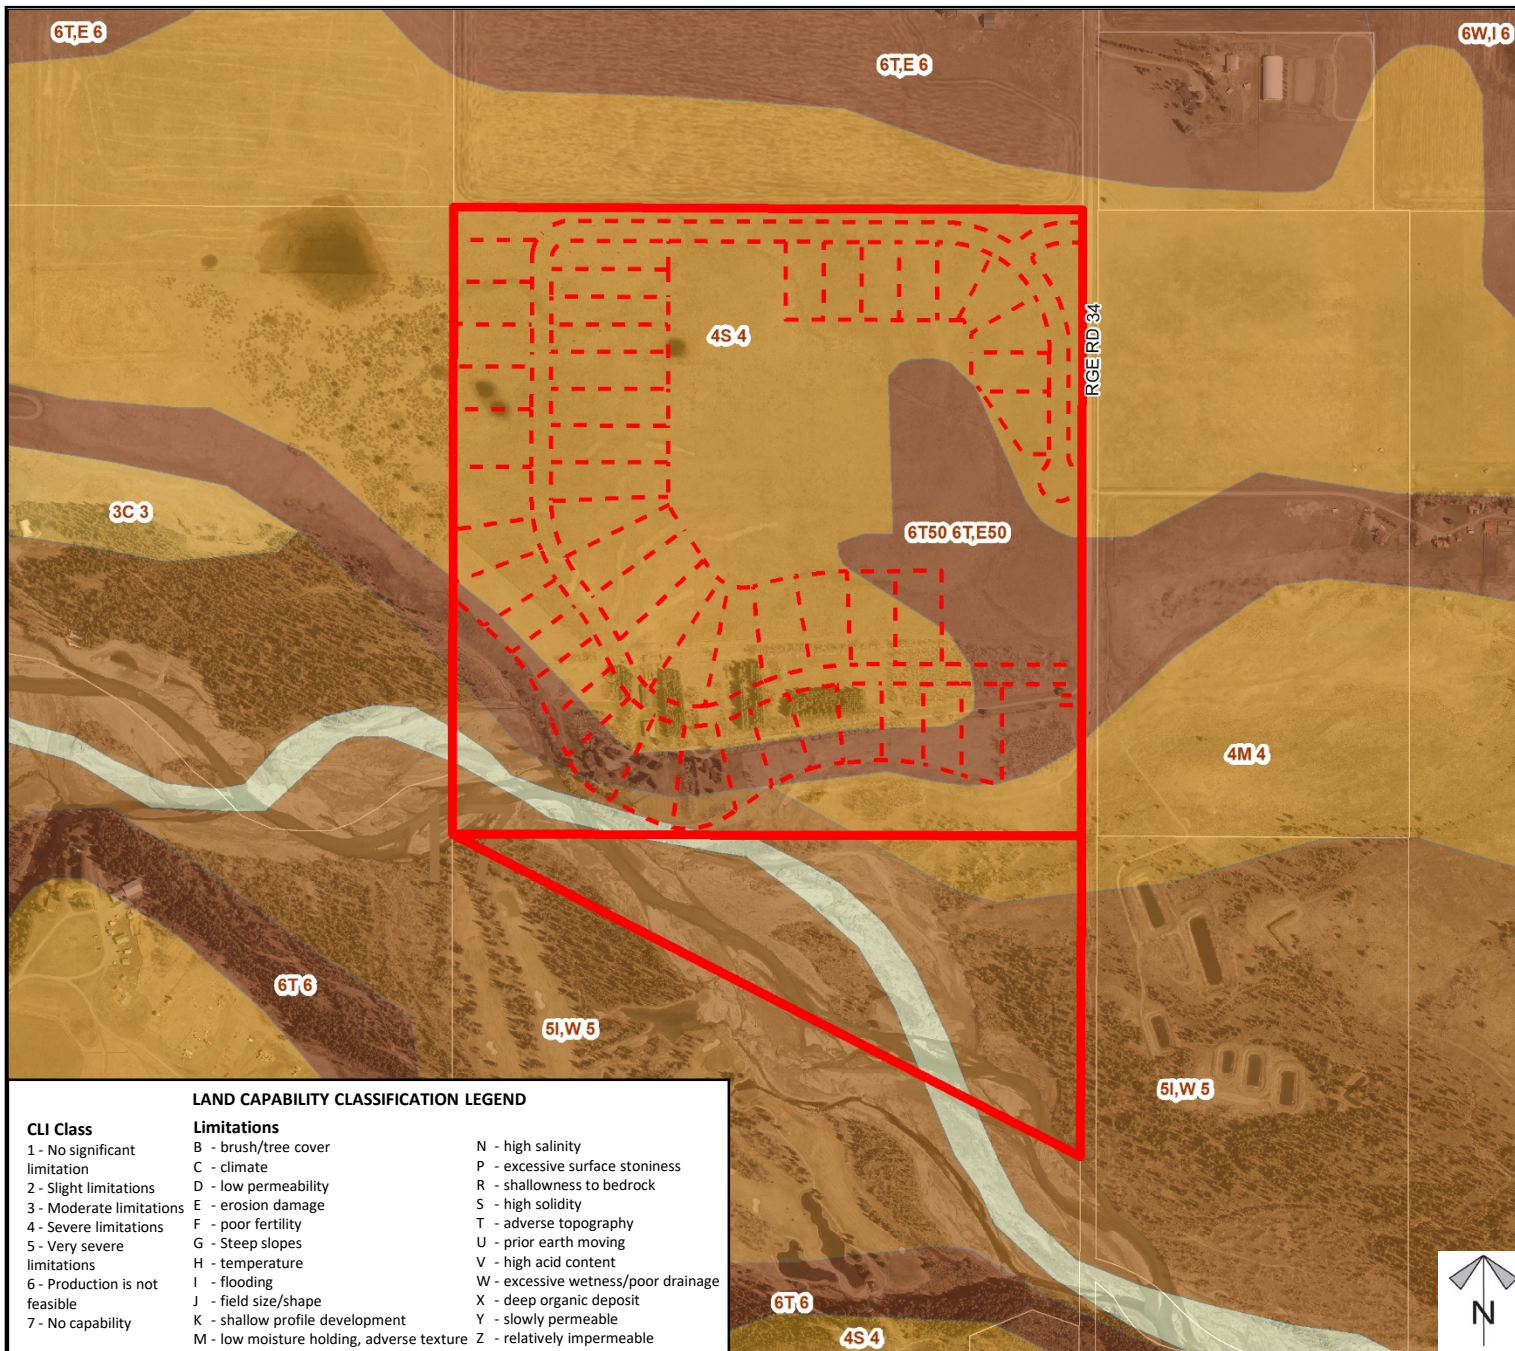 6T,E 6
6T,E 6
6W,I 6
4S 4
RGE RD 34
3C 3
6T50 6T,E50
4M 4
6T 6
5I,W 5
5I,W 5
6T 6
4S 4
N
LAND CAPABILITY CLASSIFICATION LEGEND
CLI Class
1 - No significant
limitation
2 - Slight limitations
3 - Moderate limitations
4 - Severe limitations
5 - Very severe
limitations
6 - Production is not
feasible
7 - No capability
Limitations
B - brush/tree cover
C - climate
D - low permeability
E - erosion damage
F - poor fertility
G - Steep slopes
H - temperature
I - flooding
J - field size/shape
K - shallow profile development
M - low moisture holding, adverse texture
N - high salinity
P - excessive surface stoniness
R - shallowness to bedrock
S - high solidity
T - adverse topography
U - prior earth moving
V - high acid content
W - excessive wetness/poor drainage
X - deep organic deposit
Y - slowly permeable
Z - relatively impermeable